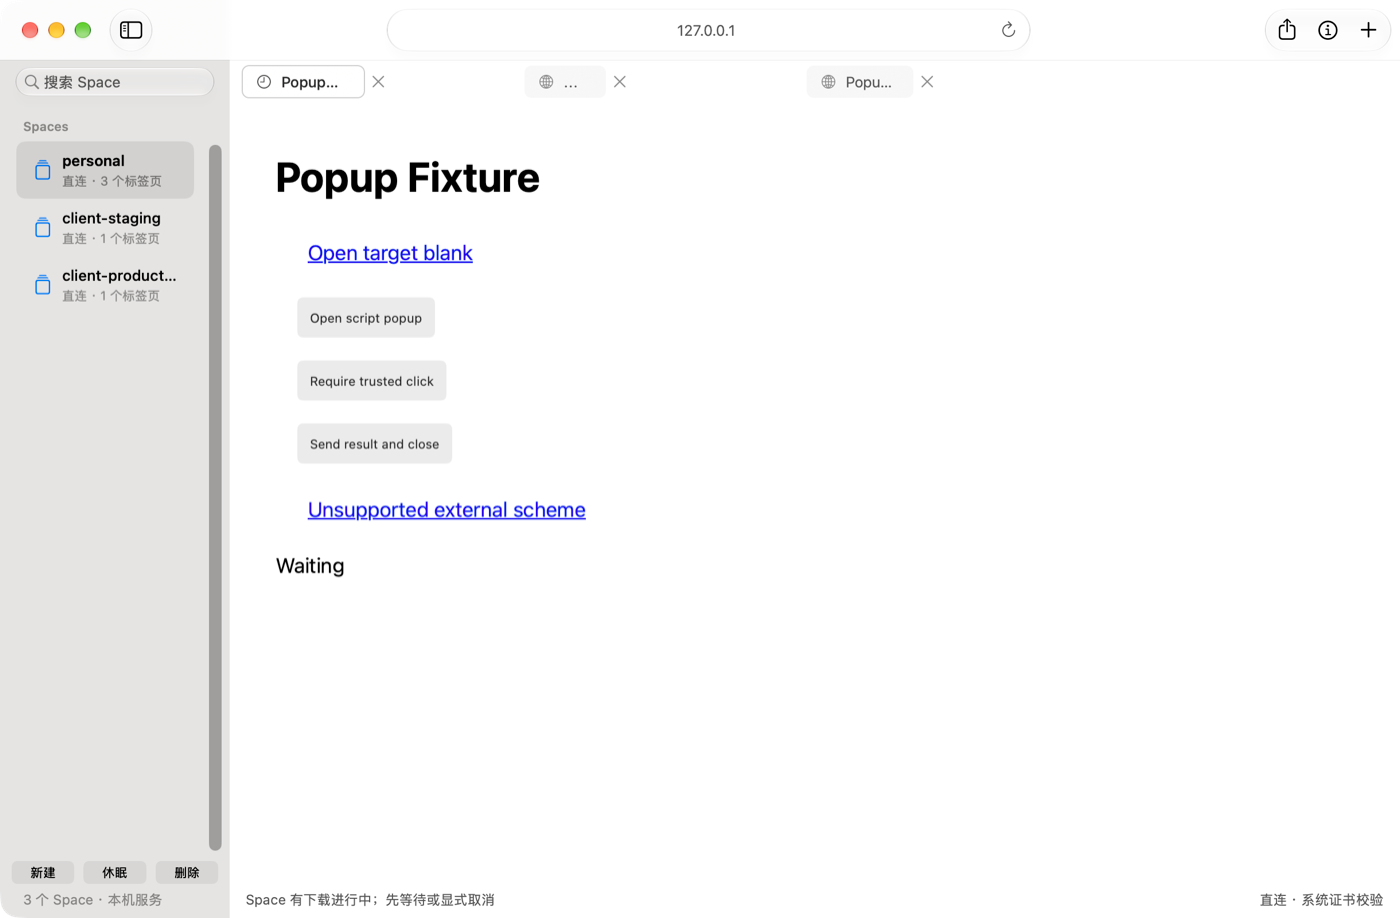 127.0.0.1
搜索 Space
Popup...
...
Popu...
Spaces
personal
直连 · 3 个标签页
client-staging
直连 · 1 个标签页
client-product...
直连 · 1 个标签页
Popup Fixture
Open target blank
Open script popup
Require trusted click
Send result and close
Unsupported external scheme
Waiting
新建 休眠 删除
3 个 Space · 本机服务
Space 有下载进行中；先等待或显式取消
直连 · 系统证书校验